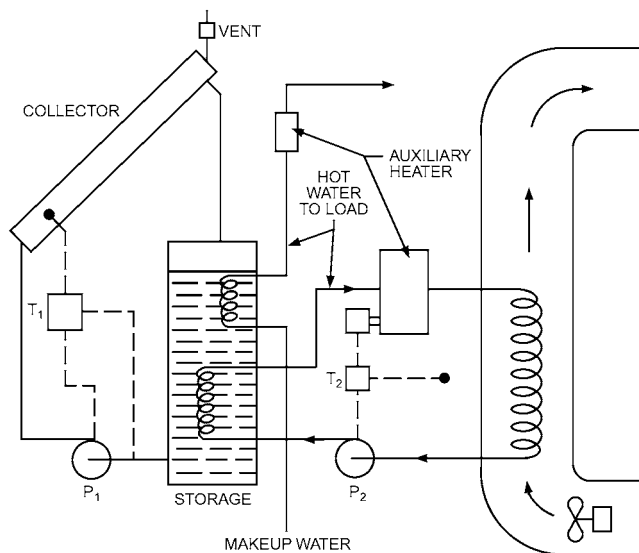 VENT
COLLECTOR
AUXILIARY
HEATER
HOT
WATER
TO LOAD
T1
T2
P1
P2
STORAGE
MAKEUP WATER